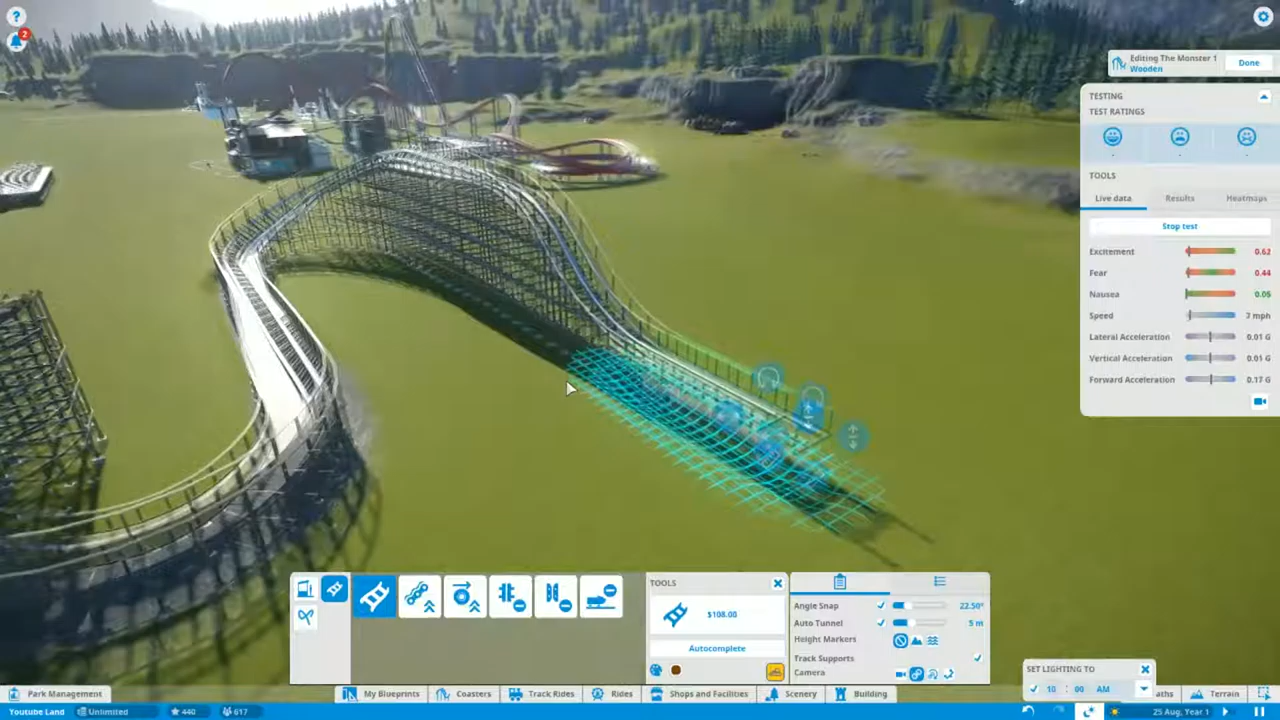 ?
2
Editing The Monster 1
Wooden
Done
TESTING
TEST RATINGS
TOOLS
Live data Results Heatmaps
Stop test
Excitement 0.62
Fear 0.44
Nausea 0.05
Speed 7 mph
Lateral Acceleration 0.01 G
Vertical Acceleration 0.01 G
Forward Acceleration 0.17 G
TOOLS
$108.00
Autocomplete
Angle Snap 22.50°
Auto Tunnel 5 m
Height Markers
Track Supports
Camera
SET LIGHTING TO
10 : 00 AM
Park Management My Blueprints Coasters Track Rides Rides Shops and Facilities Scenery Building aths Terrain
Youtube Land Unlimited 440 617 25 Aug, Year 1